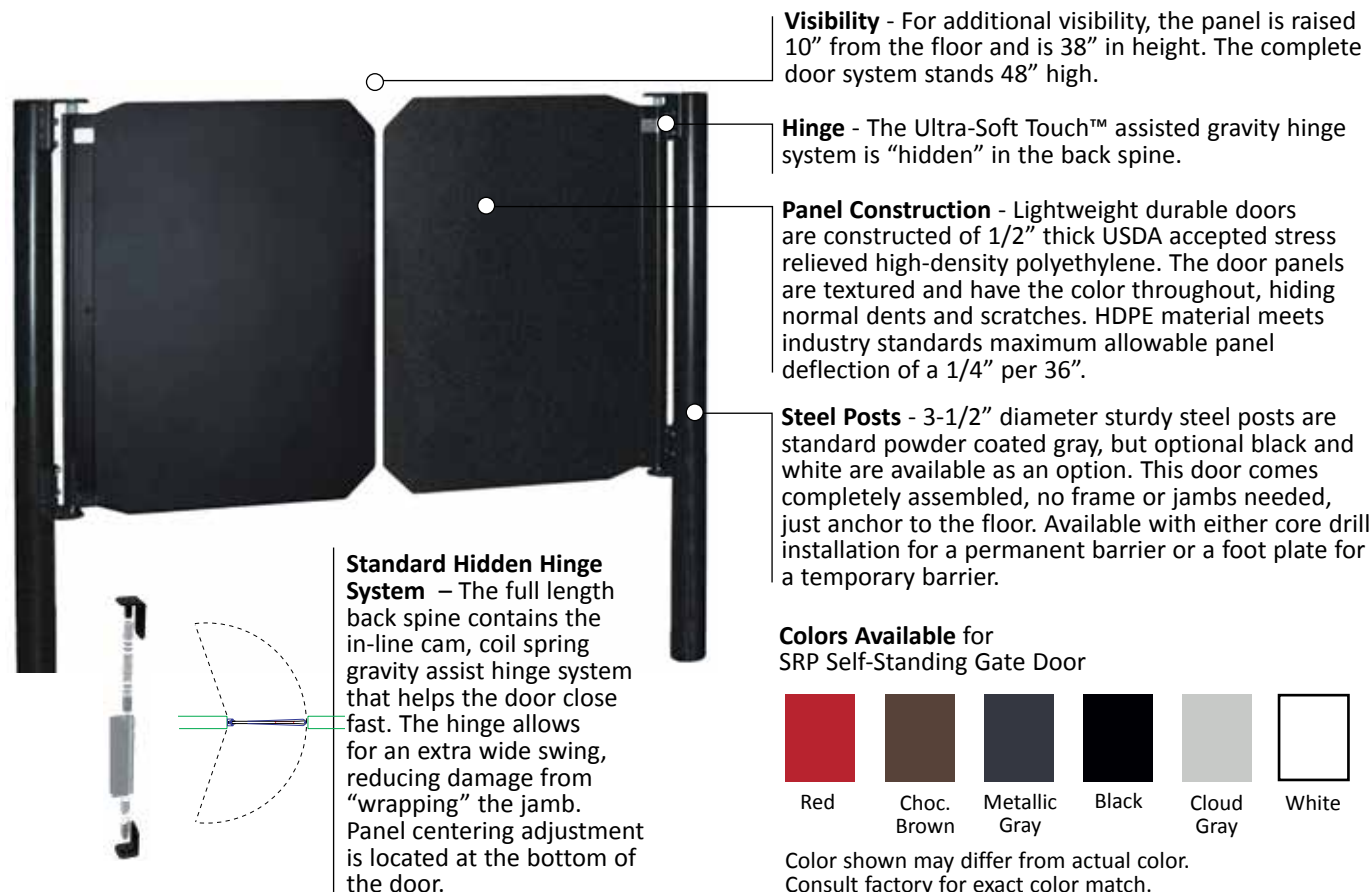 Visibility - For additional visibility, the panel is raised
10” from the floor and is 38” in height. The complete
door system stands 48” high.
Hinge - The Ultra-Soft Touch™ assisted gravity hinge
system is “hidden” in the back spine.
Panel Construction - Lightweight durable doors
are constructed of 1/2” thick USDA accepted stress
relieved high-density polyethylene. The door panels
are textured and have the color throughout, hiding
normal dents and scratches. HDPE material meets
industry standards maximum allowable panel
deflection of a 1/4” per 36”.
Steel Posts - 3-1/2” diameter sturdy steel posts are
standard powder coated gray, but optional black and
white are available as an option. This door comes
completely assembled, no frame or jambs needed,
just anchor to the floor. Available with either core drill
installation for a permanent barrier or a foot plate for
a temporary barrier.
Standard Hidden Hinge
System – The full length
back spine contains the
in-line cam, coil spring
gravity assist hinge system
that helps the door close
fast. The hinge allows
for an extra wide swing,
reducing damage from
“wrapping” the jamb.
Panel centering adjustment
is located at the bottom of
the door.
Colors Available for
SRP Self-Standing Gate Door
Red
Choc.
Brown
Metallic
Gray
Black
Cloud
Gray
White
Color shown may differ from actual color.
Consult factory for exact color match.